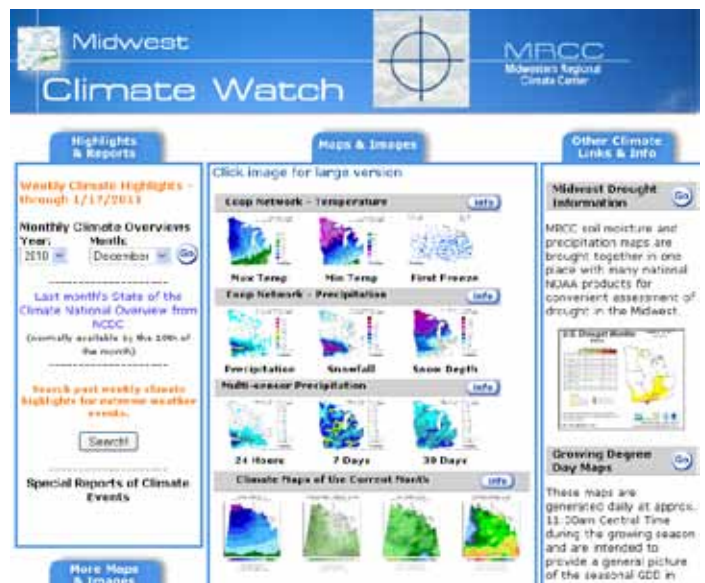 Midwest
Climate Watch
MRCC
Midwestern Regional
Climate Center
Highlights
& Reports
Weekly Climate Highlights -
through 1/17/2011
Monthly Climate Overviews
Year: Month:
2010 December Go
Last month's State of the
Climate National Overview from
NCDC
(normally available by the 10th of
the month)
Search past weekly climate
highlights for extreme weather
events.
Search!
Special Reports of Climate
Events
More Maps
& Images
Maps & Images
Click image for large version
Coop Network - Temperature info
Max Temp Min Temp First Freeze
Coop Network - Precipitation info
Precipitation Snowfall Snow Depth
Multi-sensor Precipitation info
24 Hours 7 Days 30 Days
Climate Maps of the Current Month info
Other Climate
Links & Info
Midwest Drought
Information Go
MRCC soil moisture and
precipitation maps are
brought together in one
place with many national
NOAA products for
convenient assessment of
drought in the Midwest.
U.S. Drought Monitor
Growing Degree
Day Maps Go
These maps are
generated daily at approx.
11:00am Central Time
during the growing season
and are intended to
provide a general picture
of the seasonal GDD in